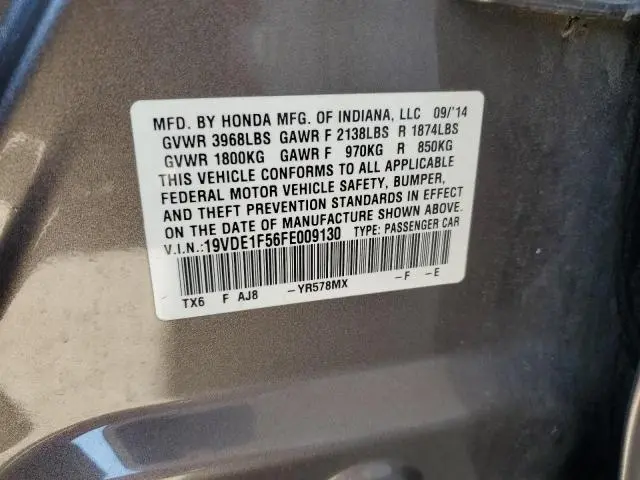 MFD. BY HONDA MFG. OF INDIANA, LLC 09/'14
GVWR 3968LBS GAWR F 2138LBS R 1874LBS
GVWR 1800KG GAWR F 970KG R 850KG
THIS VEHICLE CONFORMS TO ALL APPLICABLE
FEDERAL MOTOR VEHICLE SAFETY, BUMPER,
AND THEFT PREVENTION STANDARDS IN EFFECT
ON THE DATE OF MANUFACTURE SHOWN ABOVE.
V.I.N.:19VDE1F56FE009130 TYPE: PASSENGER CAR
TX6 F AJ8 -YR578MX -F -E